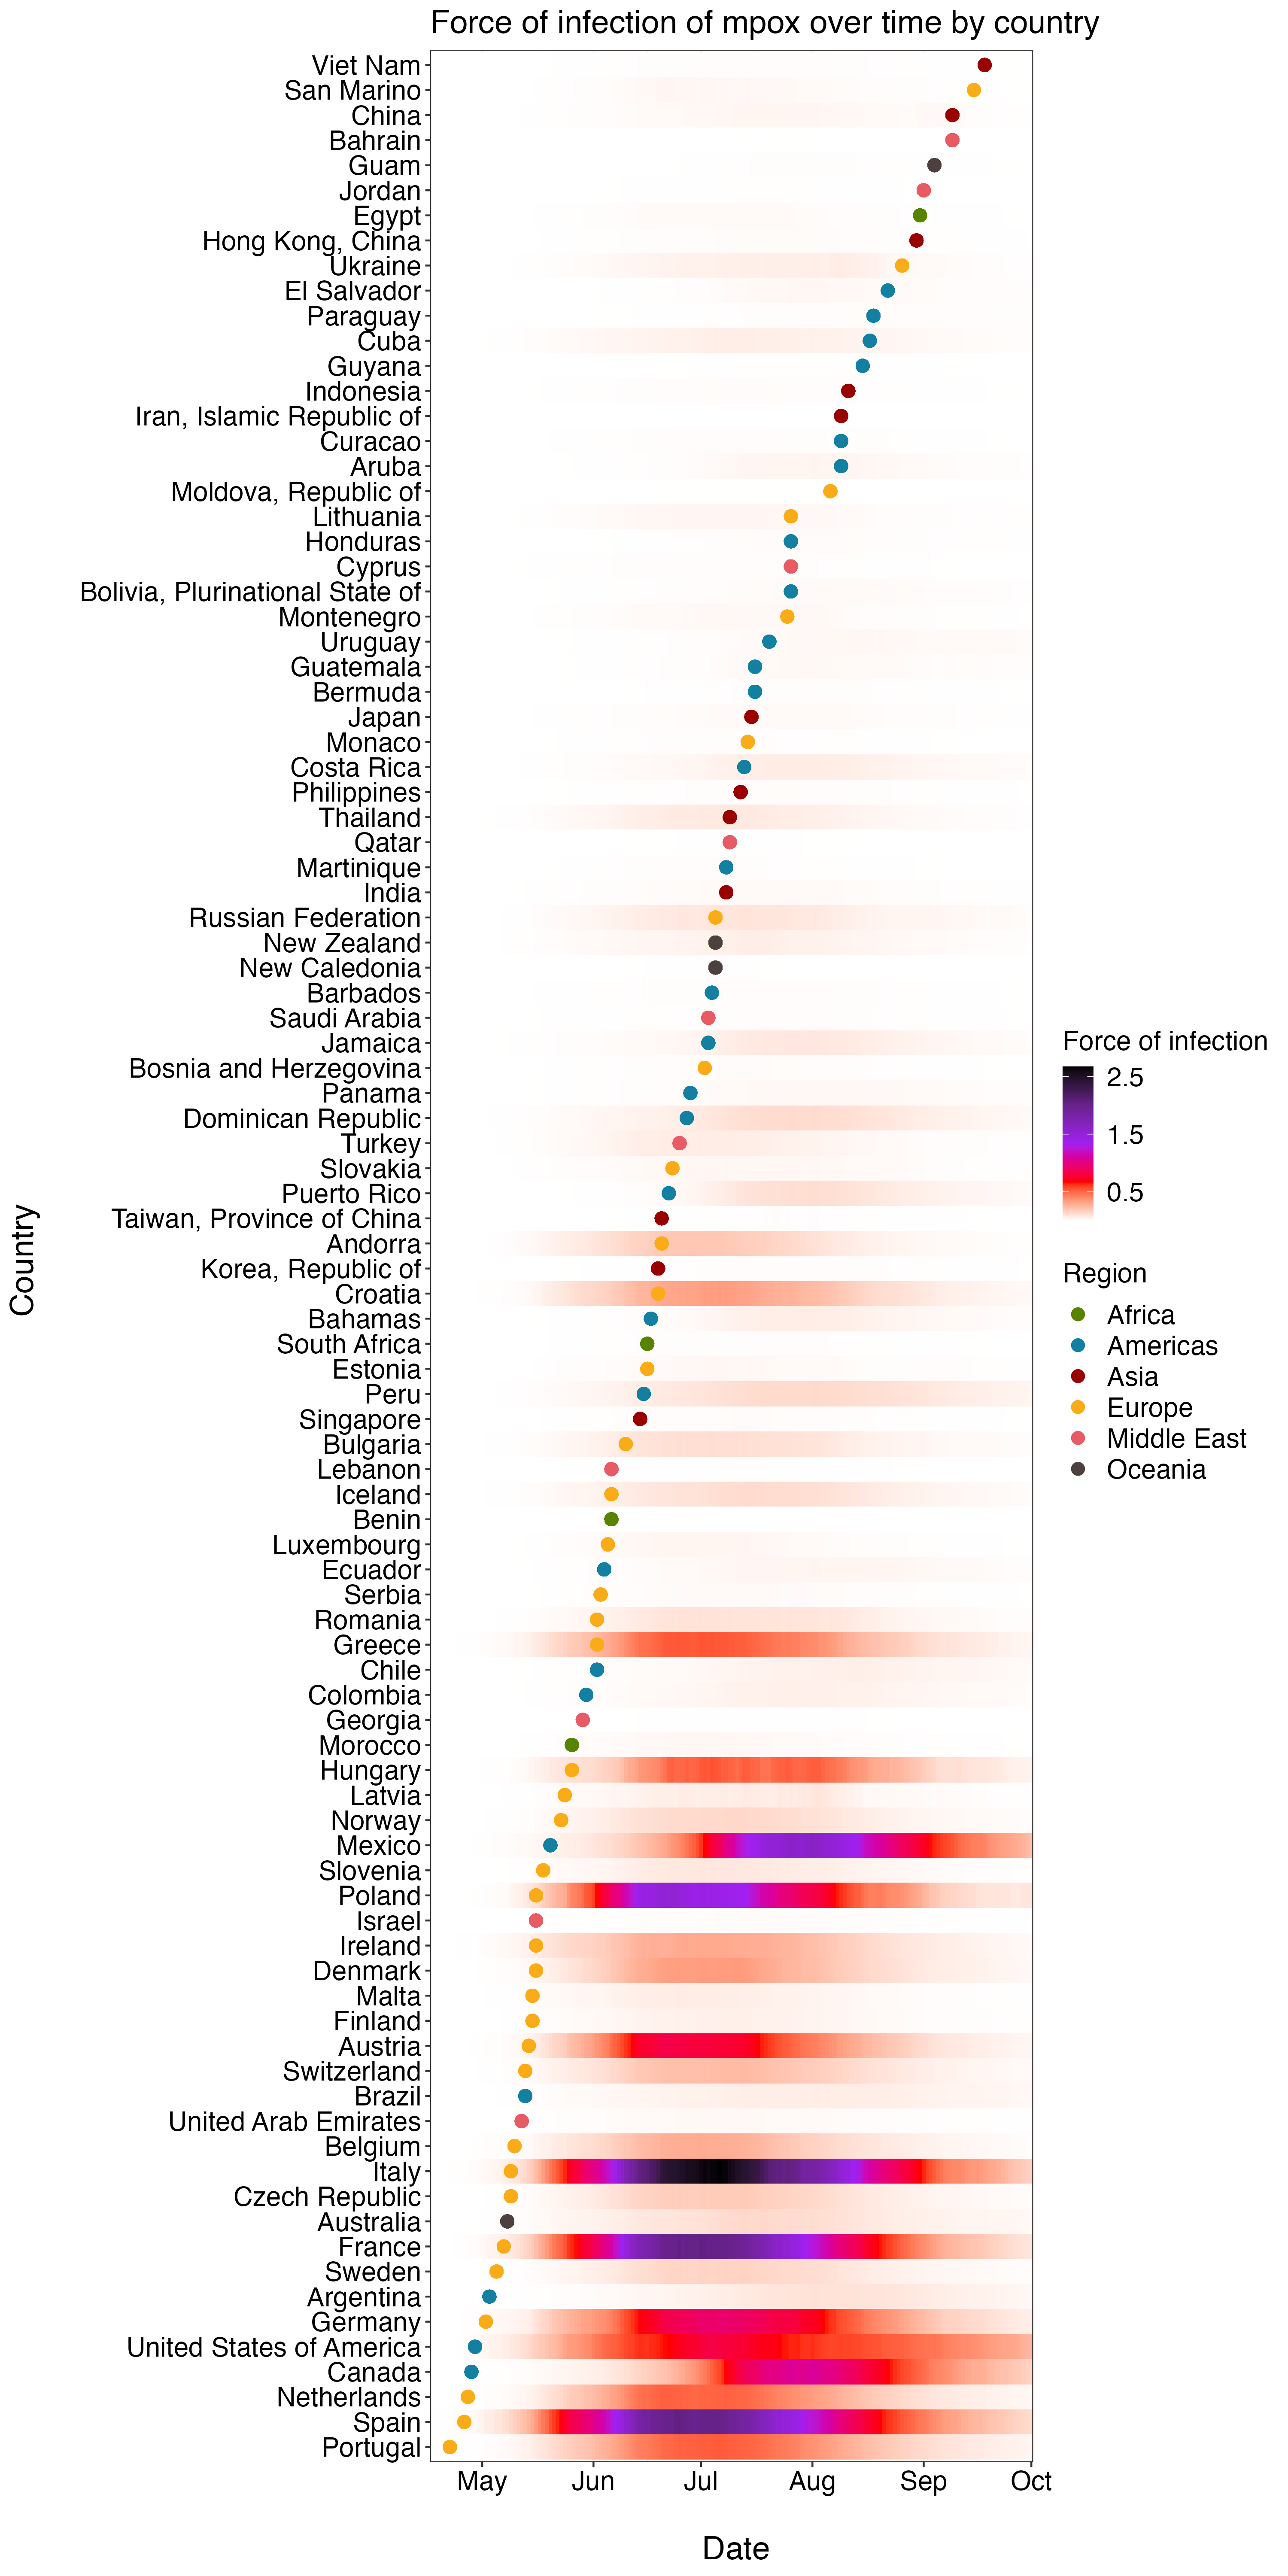 Force of infection of mpox over time by country
Viet Nam
San Marino
China
Bahrain
Guam
Jordan
Egypt
Hong Kong, China
Ukraine
El Salvador
Paraguay
Cuba
Guyana
Indonesia
Iran, Islamic Republic of
Curacao
Aruba
Moldova, Republic of
Lithuania
Honduras
Cyprus
Bolivia, Plurinational State of
Montenegro
Uruguay
Guatemala
Bermuda
Japan
Monaco
Costa Rica
Philippines
Thailand
Qatar
Martinique
India
Russian Federation
New Zealand
New Caledonia
Barbados
Saudi Arabia
Jamaica
Bosnia and Herzegovina
Panama
Dominican Republic
Turkey
Slovakia
Puerto Rico
Taiwan, Province of China
Andorra
Korea, Republic of
Croatia
Bahamas
South Africa
Estonia
Peru
Singapore
Bulgaria
Lebanon
Iceland
Benin
Luxembourg
Ecuador
Serbia
Romania
Greece
Chile
Colombia
Georgia
Morocco
Hungary
Latvia
Norway
Mexico
Slovenia
Poland
Israel
Ireland
Denmark
Malta
Finland
Austria
Switzerland
Brazil
United Arab Emirates
Belgium
Italy
Czech Republic
Australia
France
Sweden
Argentina
Germany
United States of America
Canada
Netherlands
Spain
Portugal
Country
May Jun Jul Aug Sep Oct
Date
Force of infection
2.5
1.5
0.5
Region
Africa
Americas
Asia
Europe
Middle East
Oceania